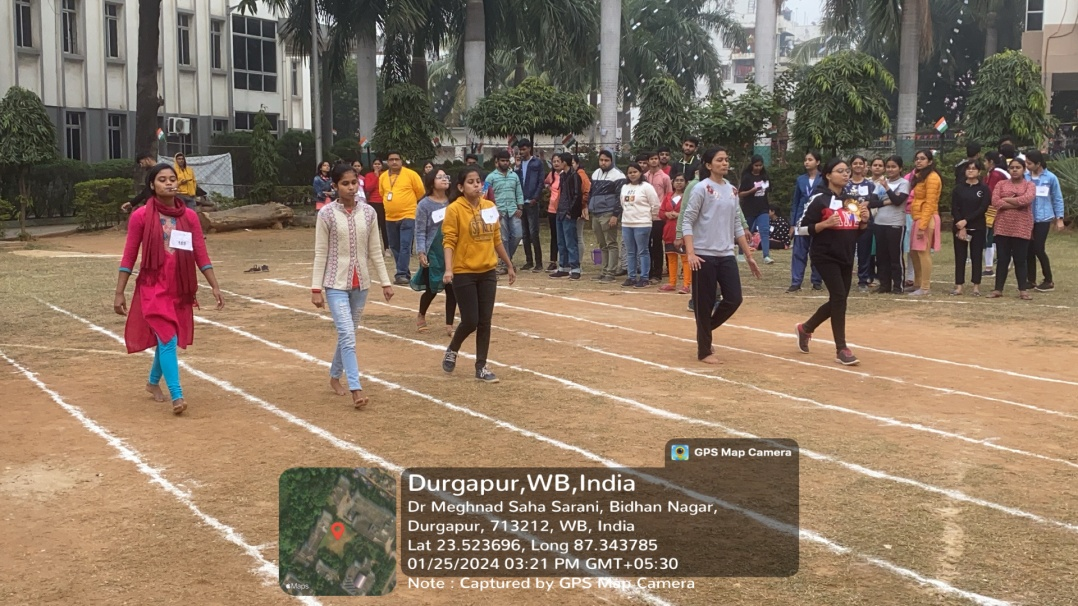 GPS Map Camera
Durgapur,WB,India
Dr Meghnad Saha Sarani, Bidhan Nagar,
Durgapur, 713212, WB, India
Lat 23.523696, Long 87.343785
01/25/2024 03:21 PM GMT+05:30
Note : Captured by GPS Map Camera
Maps